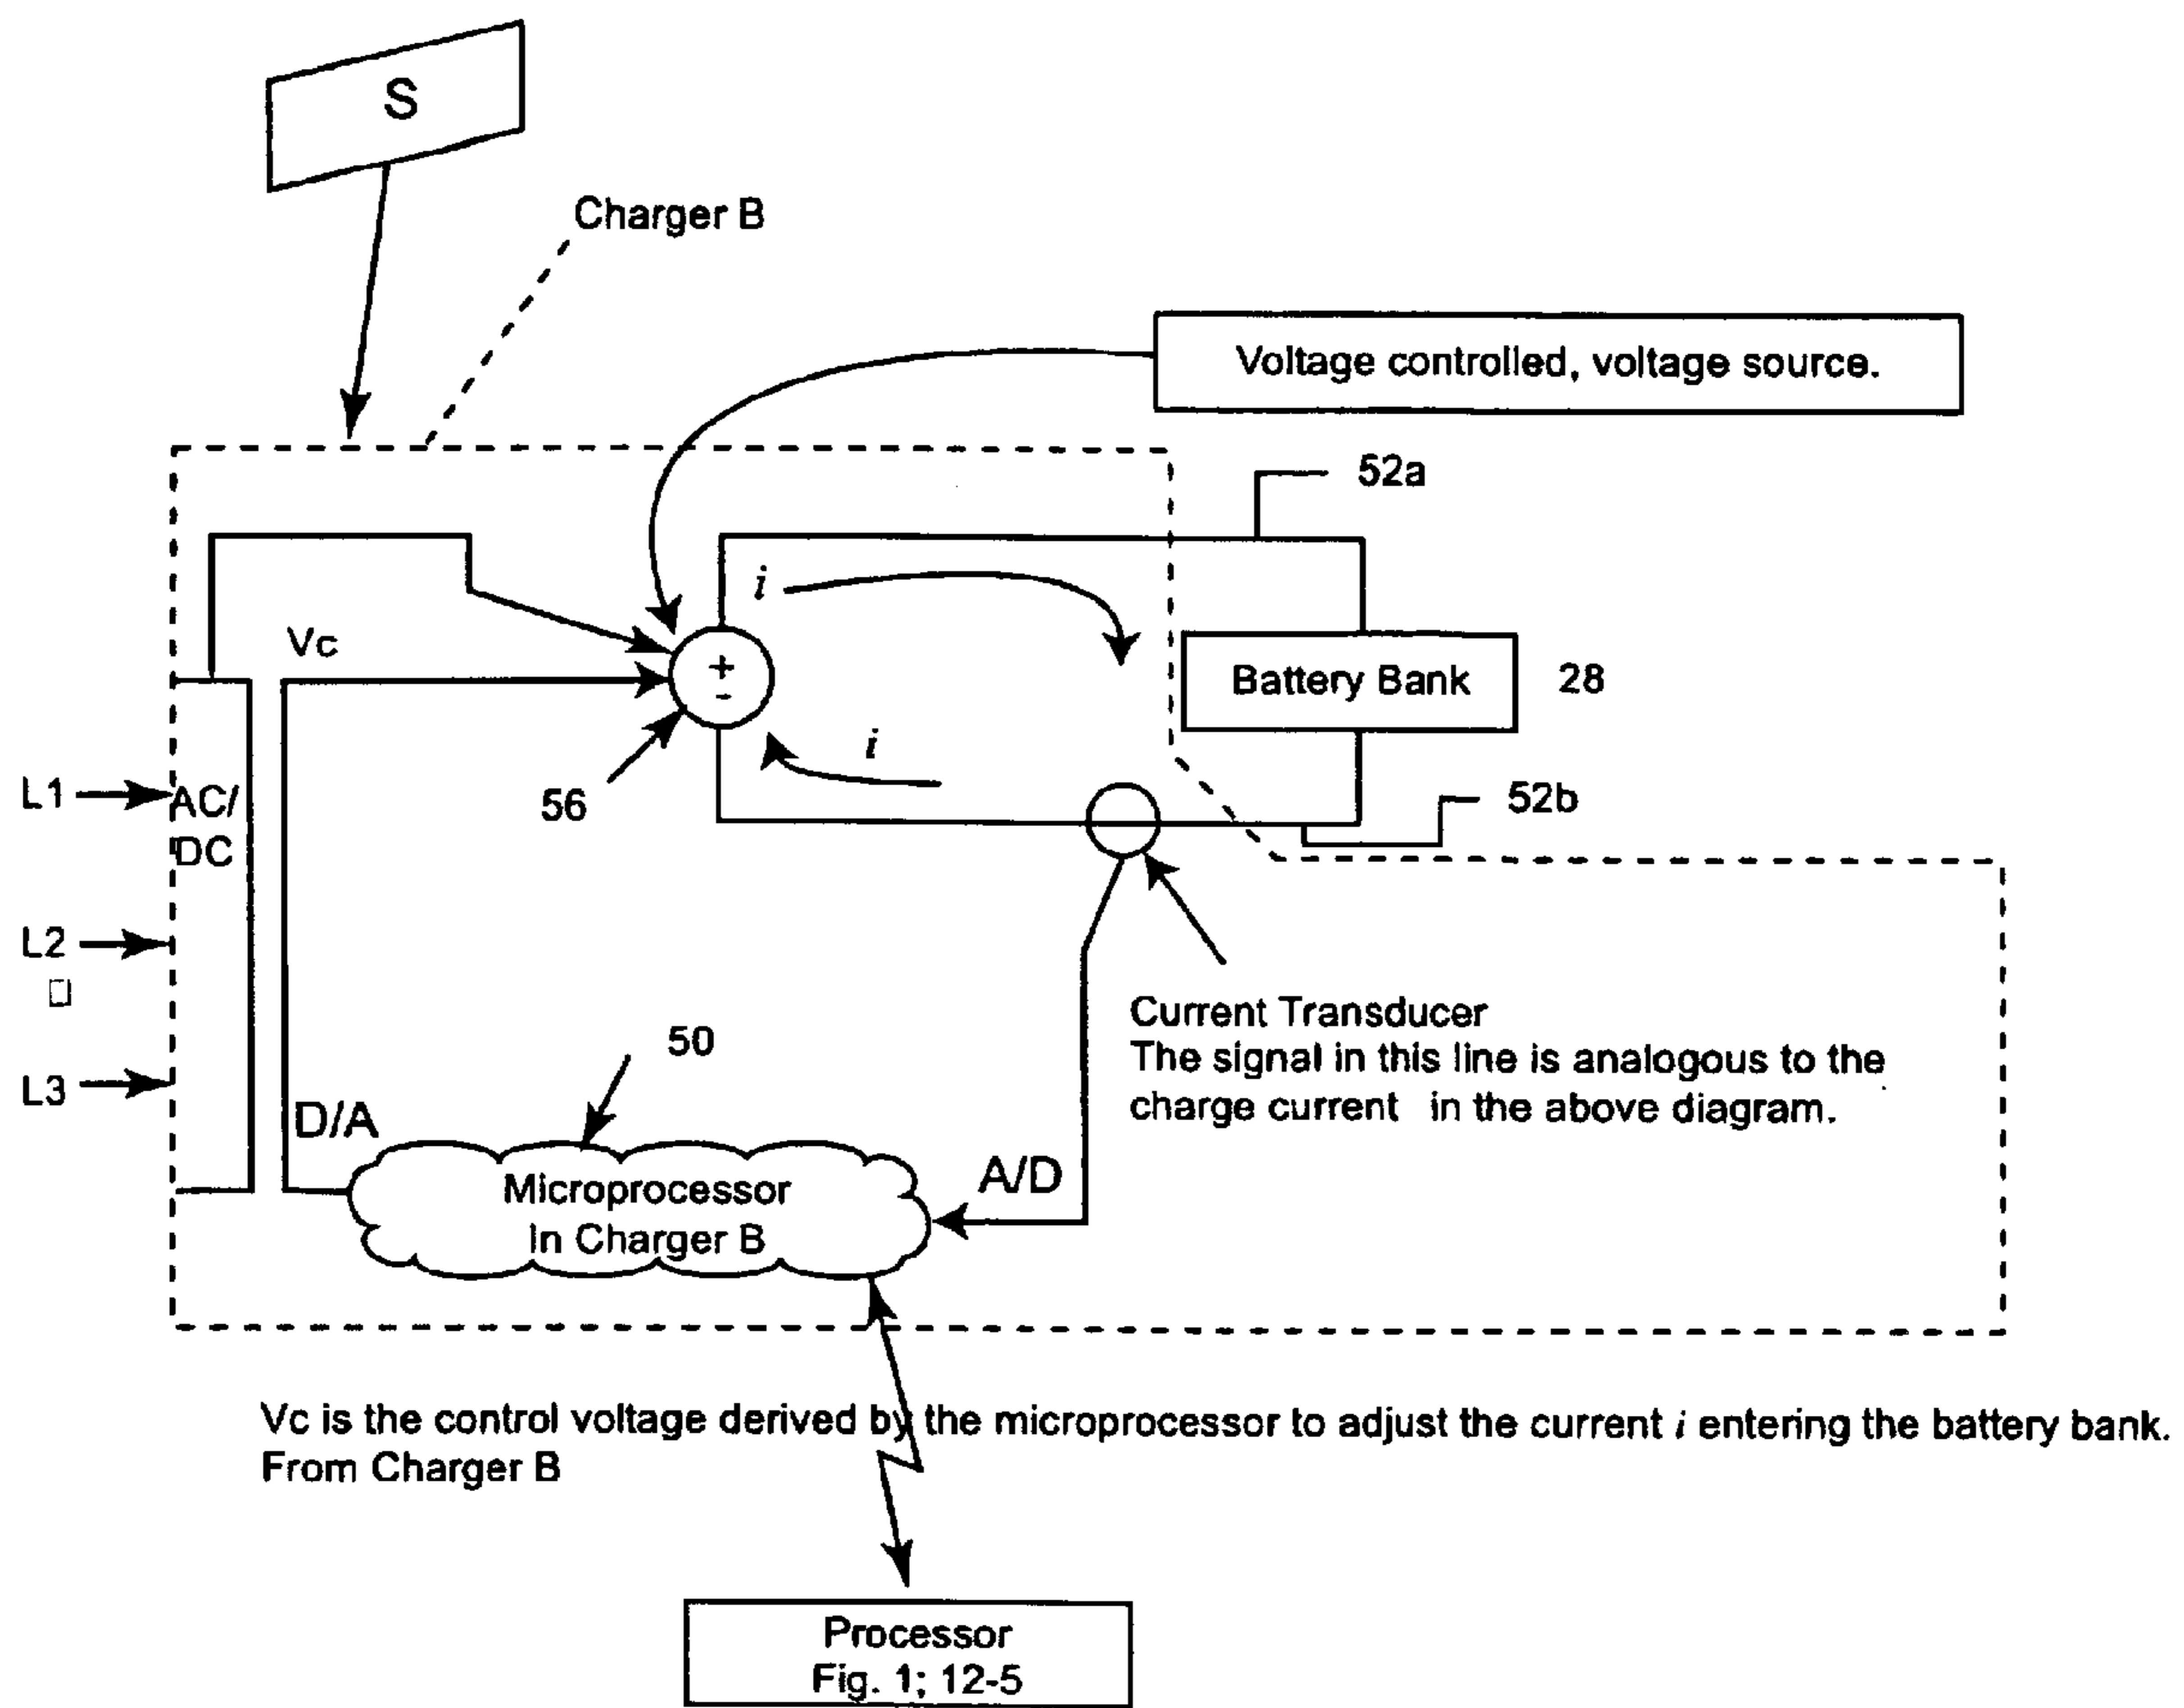 S
Charger B
Voltage controlled, voltage source.
52a
i
Vc
+
-
Battery Bank
28
i
L1
AC/
DC
56
52b
L2
L3
Current Transducer
The signal in this line is analogous to the
charge current in the above diagram.
50
D/A
A/D
Microprocessor
In Charger B
Vc is the control voltage derived by the microprocessor to adjust the current i entering the battery bank.
From Charger B
Processor
Fig. 1; 12-5